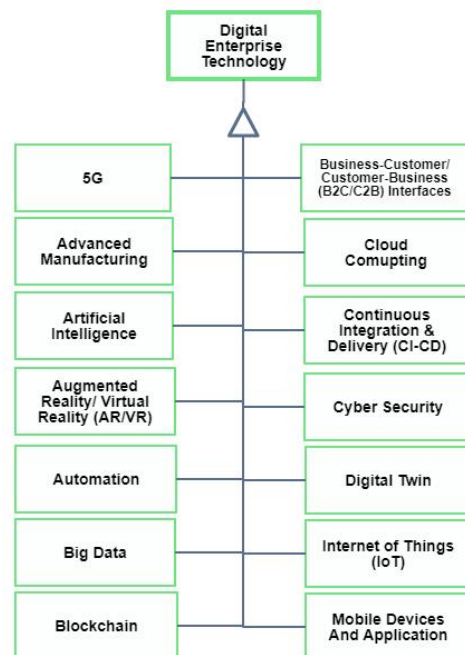 Digital
Enterprise
Technology
5G
Business-Customer/
Customer-Business
(B2C/C2B) Interfaces
Advanced
Manufacturing
Cloud
Comupting
Artificial
Intelligence
Continuous
Integration &
Delivery (CI-CD)
Augmented
Reality/ Virtual
Reality (AR/VR)
Cyber Security
Automation
Digital Twin
Big Data
Internet of Things
(IoT)
Blockchain
Mobile Devices
And Application